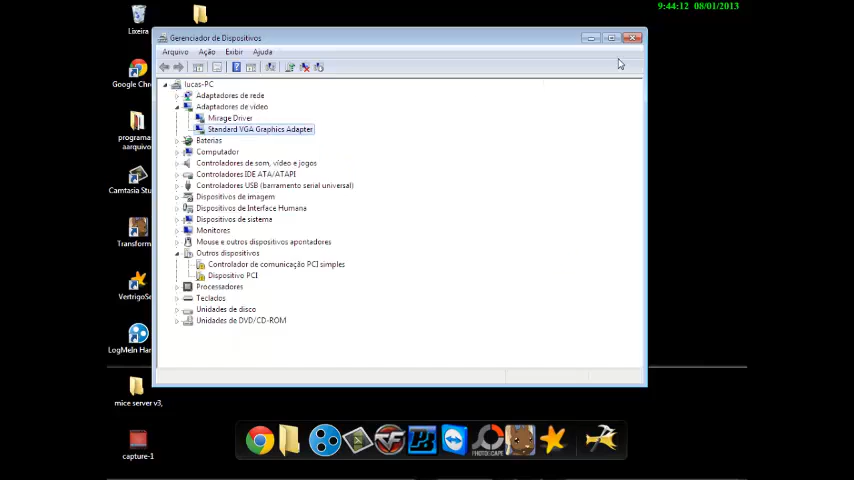 9:44:12 08/01/2013
Lixeira
Gerenciador de Dispositivos
Arquivo Ação Exibir Ajuda
lucas-PC
Google Chr
Adaptadores de rede
Adaptadores de vídeo
Mirage Driver
Standard VGA Graphics Adapter
programa
aarquivo
Baterias
Computador
Controladores de som, vídeo e jogos
Controladores IDE ATA/ATAPI
Camtasia Stu
Controladores USB (barramento serial universal)
Dispositivos de imagem
Dispositivos de Interface Humana
Dispositivos de sistema
Monitores
Transform
Mouse e outros dispositivos apontadores
Outros dispositivos
Controlador de comunicação PCI simples
Dispositivo PCI
Processadores
VertrigoSe
Teclados
Unidades de disco
Unidades de DVD/CD-ROM
LogMeIn Ham
mice server v3,
capture-1
PHOTOSCAPE